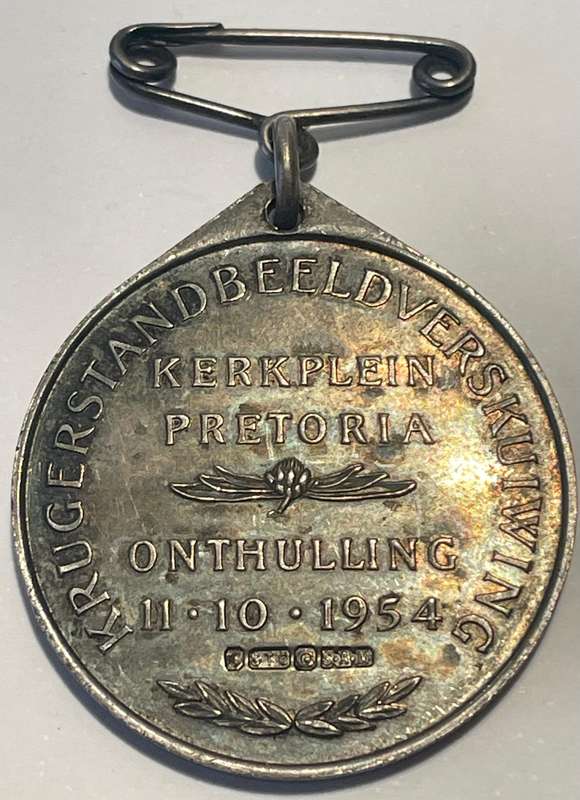 KRUGERSTANDBEELDVERSKUIWING
KERKPLEIN
PRETORIA
ONTHULLING
11·10·1954